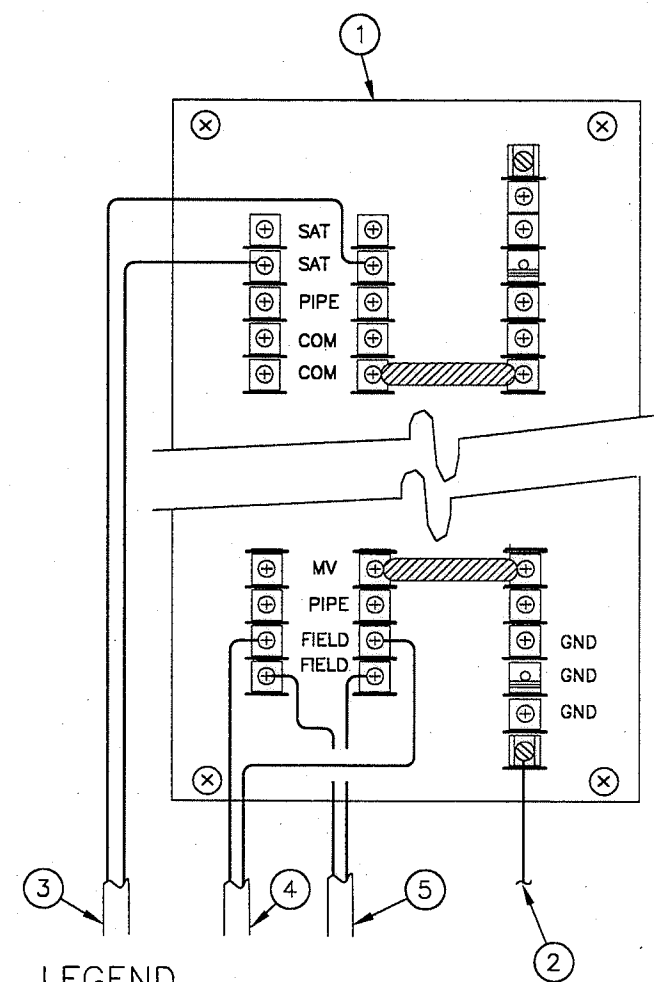 1
SAT
SAT
PIPE
COM
COM
MV
PIPE
FIELD
FIELD
GND
GND
GND
3
4
5
2
LEGEND